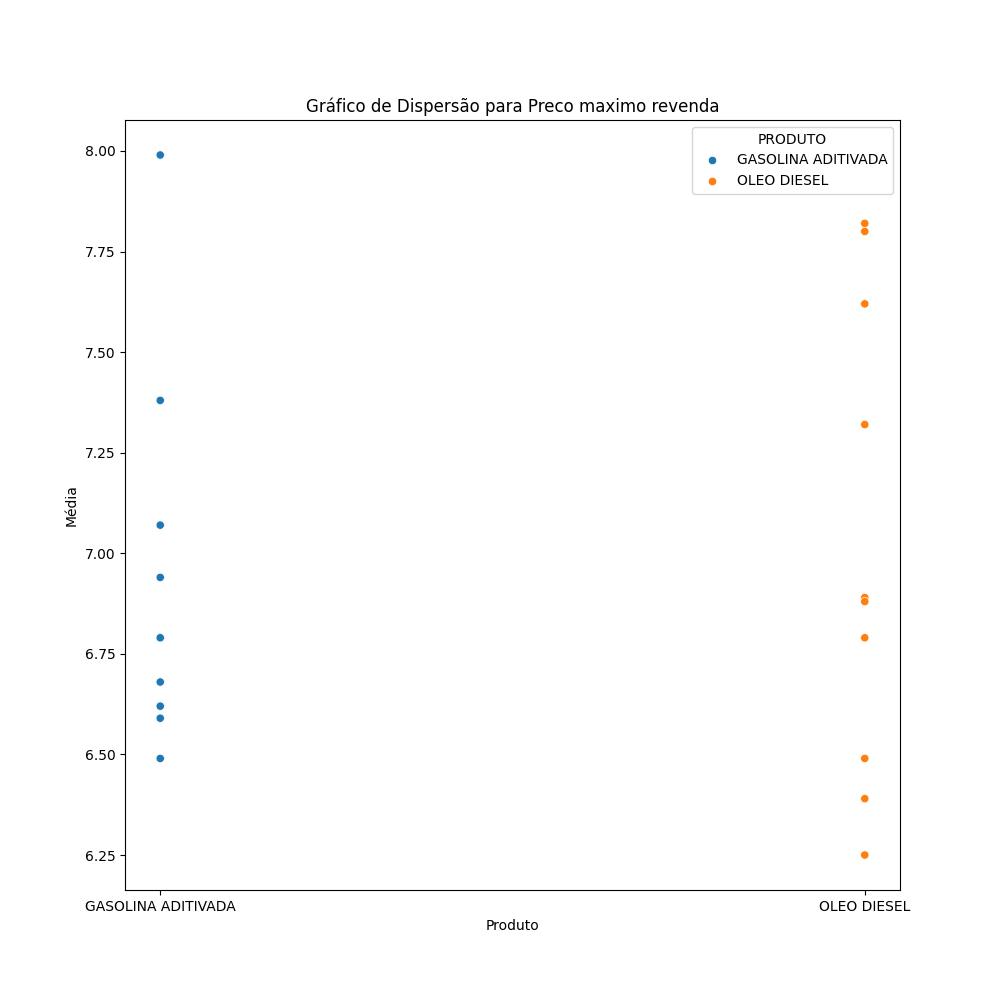 Gráfico de Dispersão para Preco maximo revenda
PRODUTO
GASOLINA ADITIVADA
OLEO DIESEL
8.00
7.75
7.50
7.25
7.00
6.75
6.50
6.25
Média
GASOLINA ADITIVADA
OLEO DIESEL
Produto